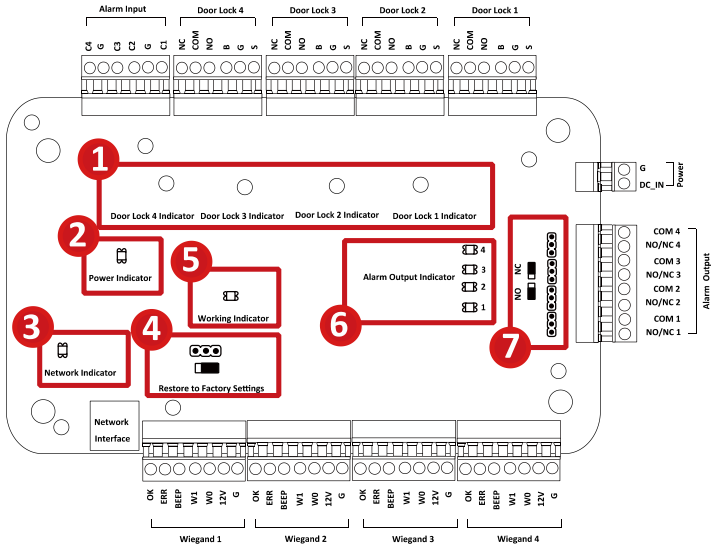 Alarm Input
Door Lock 4
Door Lock 3
Door Lock 2
Door Lock 1
C4 G C3 C2 G C1
NC COM NO B G S
NC COM NO B G S
NC COM NO B G S
NC COM NO B G S
G
DC_IN
Power
1
Door Lock 4 Indicator
Door Lock 3 Indicator
Door Lock 2 Indicator
Door Lock 1 Indicator
2
Power Indicator
5
Working Indicator
6
Alarm Output Indicator
4
3
2
1
7
NC
NO
COM 4
NO/NC 4
COM 3
NO/NC 3
COM 2
NO/NC 2
COM 1
NO/NC 1
Alarm Output
3
Network Indicator
4
Restore to Factory Settings
Network
Interface
OK ERR BEEP W1 W0 12V G
OK ERR BEEP W1 W0 12V G
OK ERR BEEP W1 W0 12V G
OK ERR BEEP W1 W0 12V G
Wiegand 1
Wiegand 2
Wiegand 3
Wiegand 4